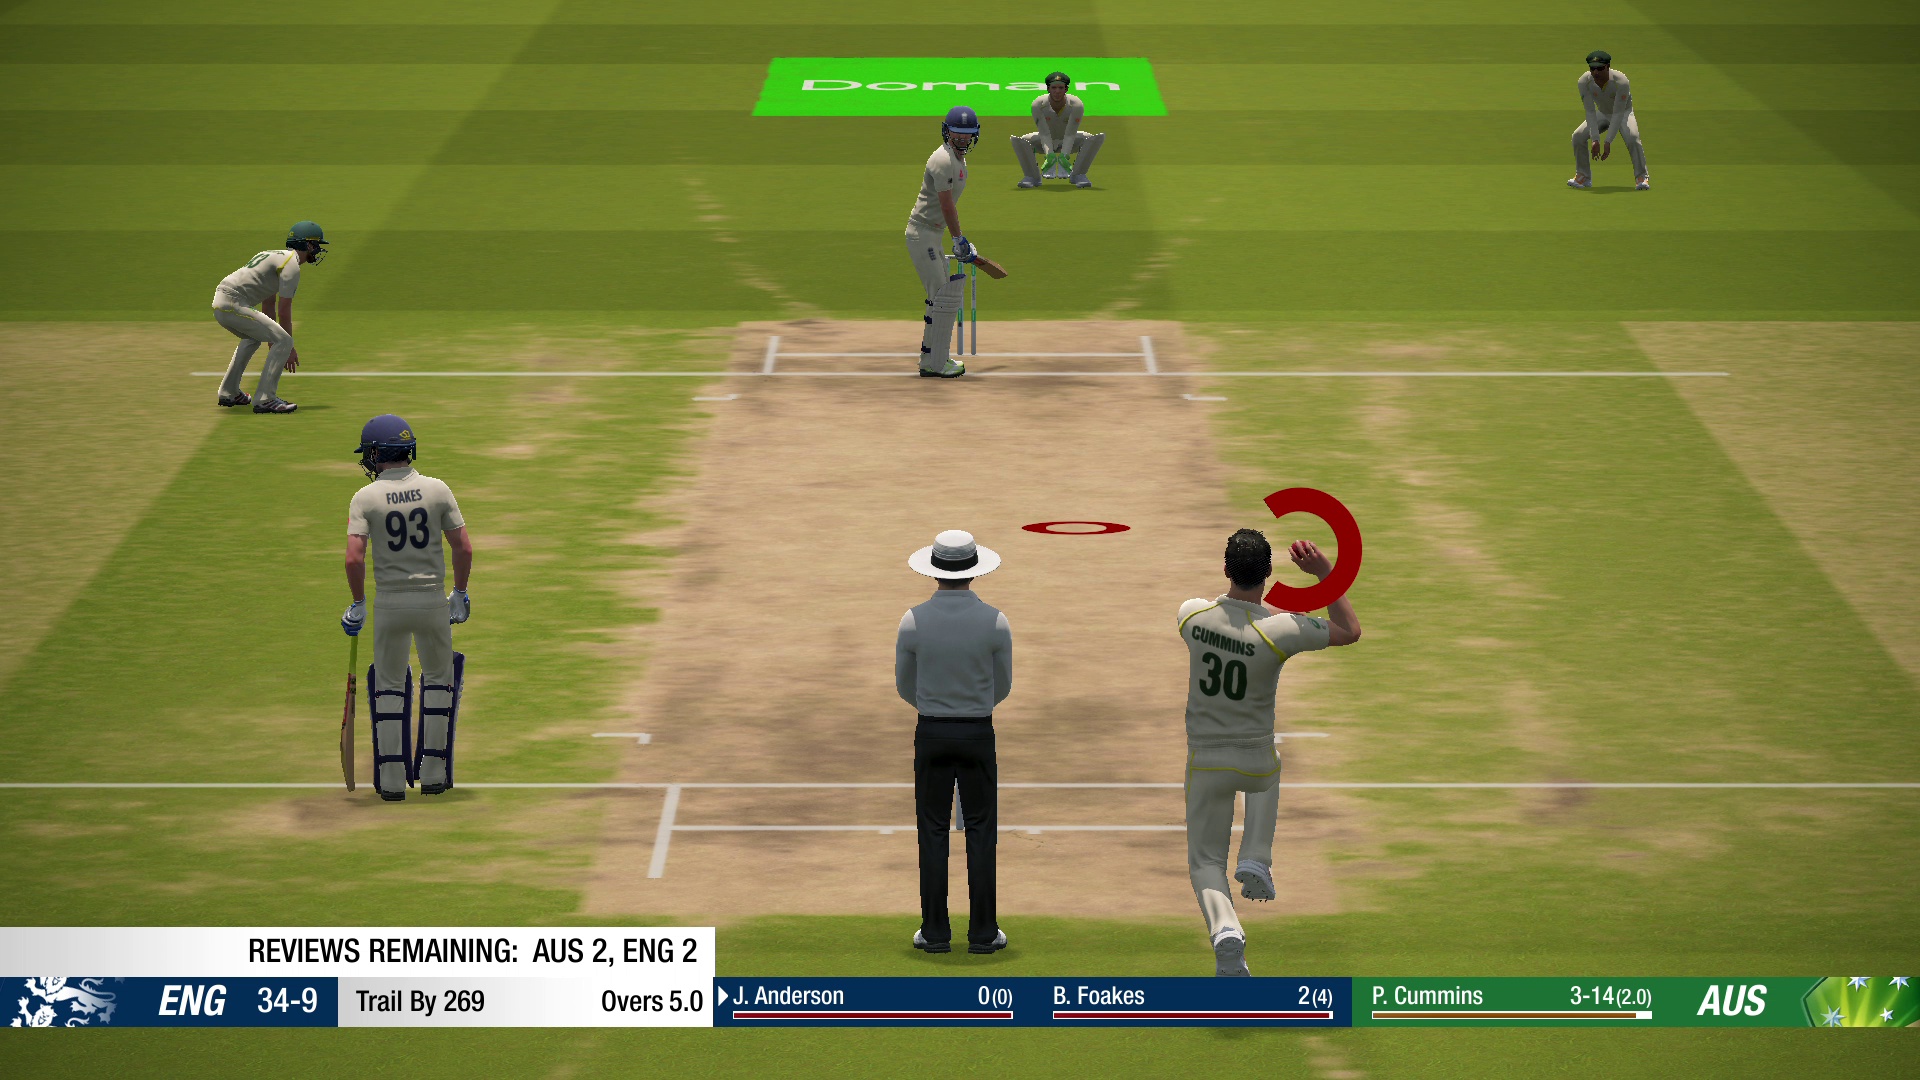 Domain
FOAKES
93
CUMMINS
30
REVIEWS REMAINING: AUS 2, ENG 2
ENG 34-9 Trail By 269 Overs 5.0 J. Anderson 0(0) B. Foakes 2(4) P. Cummins 3-14(2.0) AUS